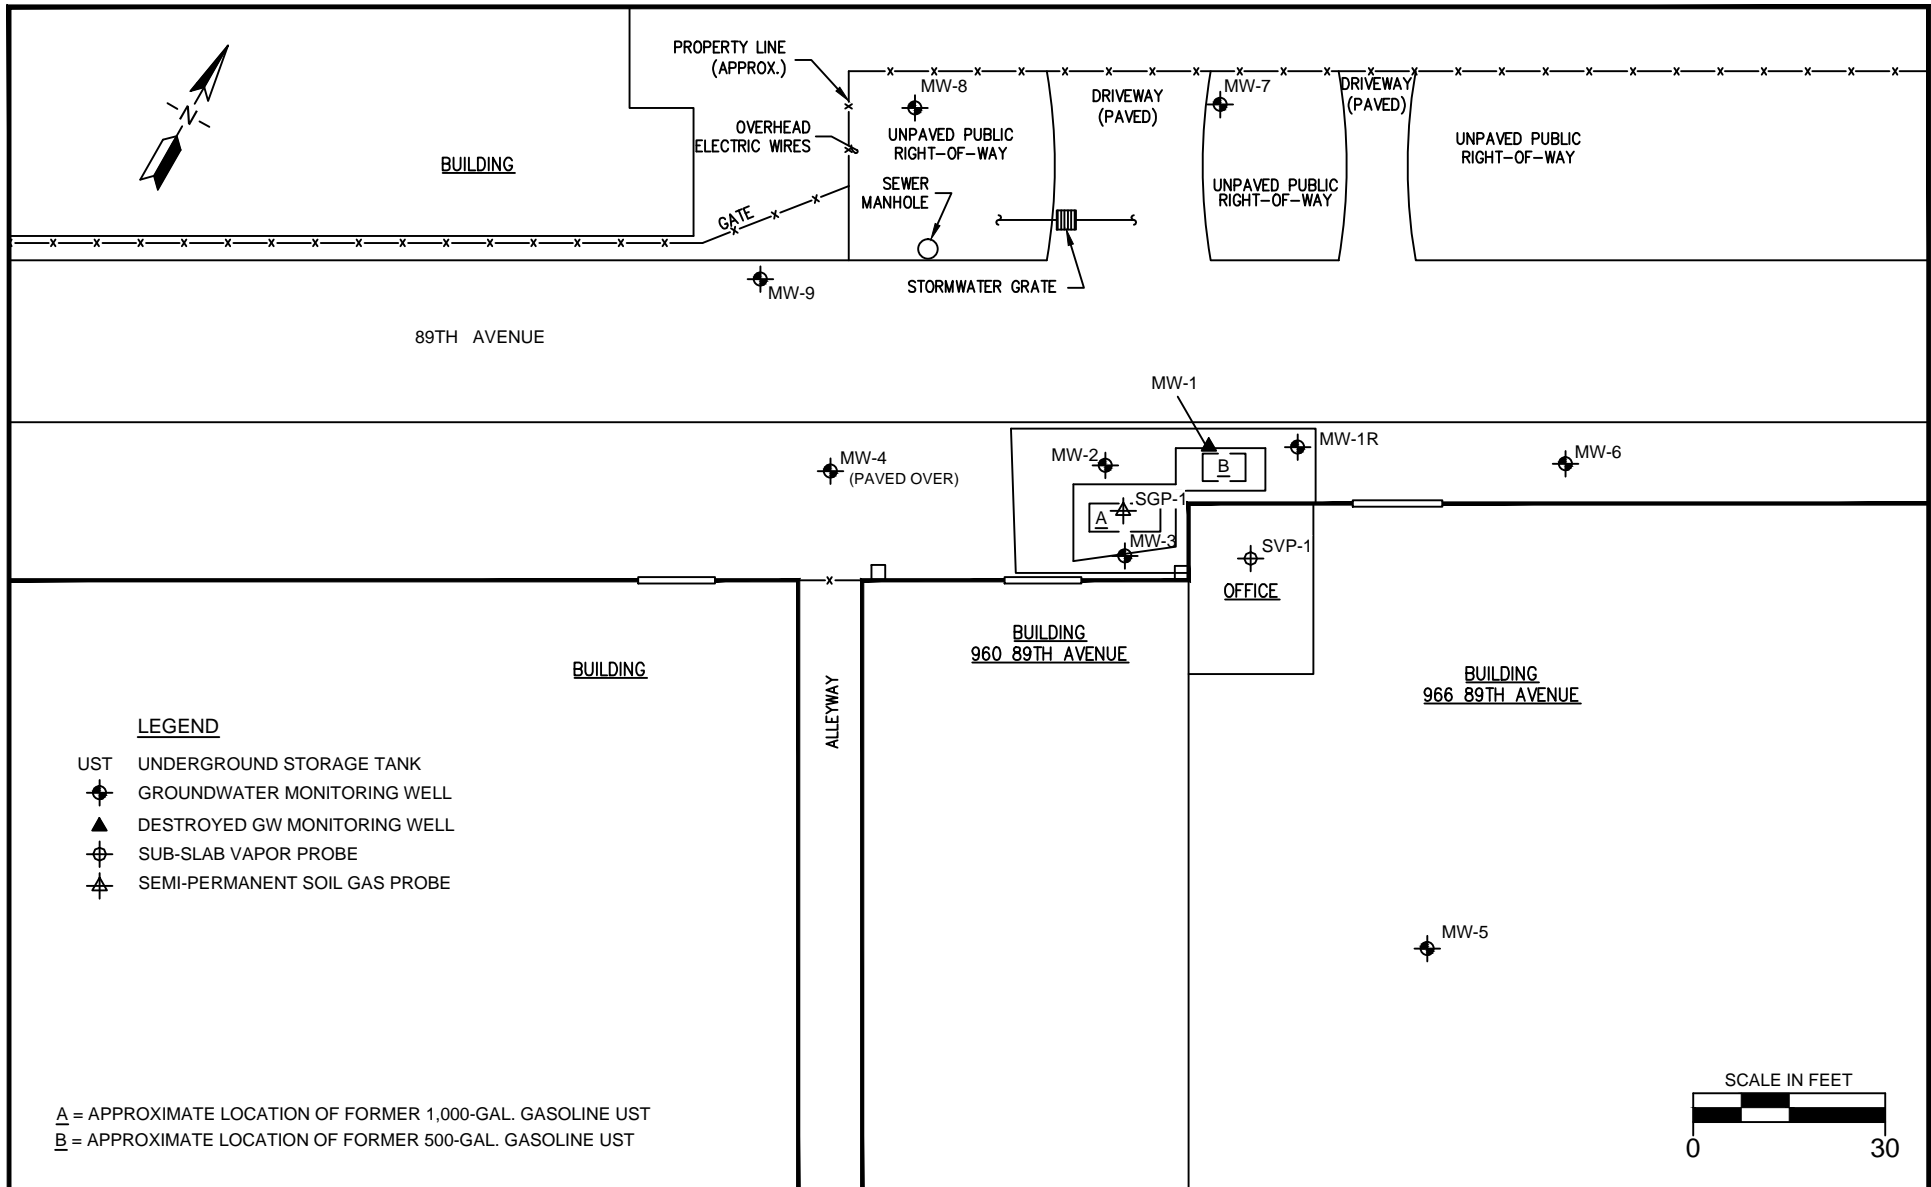 PROPERTY LINE
(APPROX.)
MW-8
DRIVEWAY
(PAVED)
MW-7
DRIVEWAY
(PAVED)
N
BUILDING
OVERHEAD
ELECTRIC WIRES
UNPAVED PUBLIC
RIGHT-OF-WAY
UNPAVED PUBLIC
RIGHT-OF-WAY
SEWER
MANHOLE
UNPAVED PUBLIC
RIGHT-OF-WAY
GATE
STORMWATER GRATE
MW-9
89TH AVENUE
MW-1
MW-1R
MW-2
B
MW-6
MW-4
(PAVED OVER)
SGP-1
A
MW-3
SVP-1
OFFICE
BUILDING
960 89TH AVENUE
BUILDING
BUILDING
966 89TH AVENUE
ALLEYWAY
LEGEND
UST UNDERGROUND STORAGE TANK
GROUNDWATER MONITORING WELL
DESTROYED GW MONITORING WELL
SUB-SLAB VAPOR PROBE
SEMI-PERMANENT SOIL GAS PROBE
MW-5
A = APPROXIMATE LOCATION OF FORMER 1,000-GAL. GASOLINE UST
B = APPROXIMATE LOCATION OF FORMER 500-GAL. GASOLINE UST
SCALE IN FEET
0 30